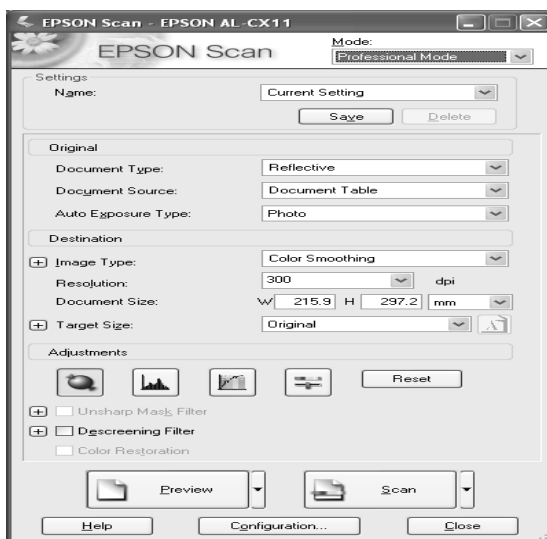 EPSON Scan - EPSON AL-CX11
EPSON Scan
Mode:
Professional Mode
Settings
Name: Current Setting
Save Delete
Original
Document Type: Reflective
Document Source: Document Table
Auto Exposure Type: Photo
Destination
Image Type: Color Smoothing
Resolution: 300 dpi
Document Size: W 215.9 H 297.2 mm
Target Size: Original
Adjustments
Reset
Unsharp Mask Filter
Descreening Filter
Color Restoration
Preview Scan
Help Configuration... Close